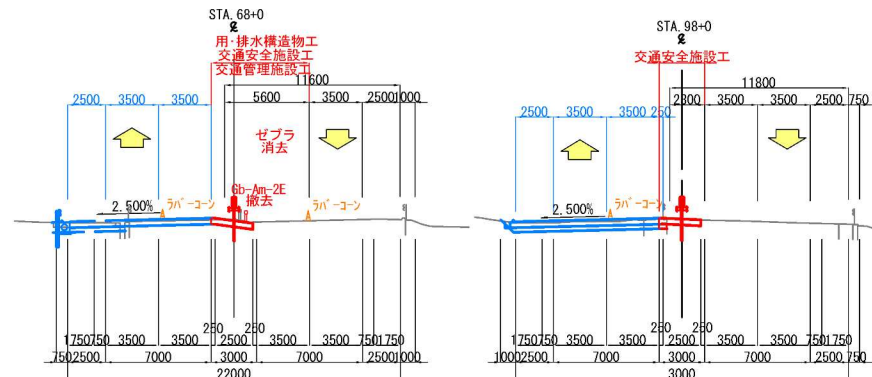 STA.68+0
℄
用・排水構造物工
交通安全施設工
交通管理施設工
11600
2500 3500 3500 5600 3500 2500 1000
ゼブラ
消去
Gb-Am-2E
撤去
2.500% ラバーコーン ラバーコーン
250 250
1750 750 3500 3500 2500 3500 3500 750 1750
750 2500 7000 3000 7000 2500 1000
22000
STA.98+0
℄
交通安全施設工
11800
2500 3500 3500 250 2300 3500 3500 2500 750
2.500% ラバーコーン
250 250
1750 750 3500 3500 2500 3500 3500 750 1750
1000 2500 7000 3000 7000 2500 750
3000